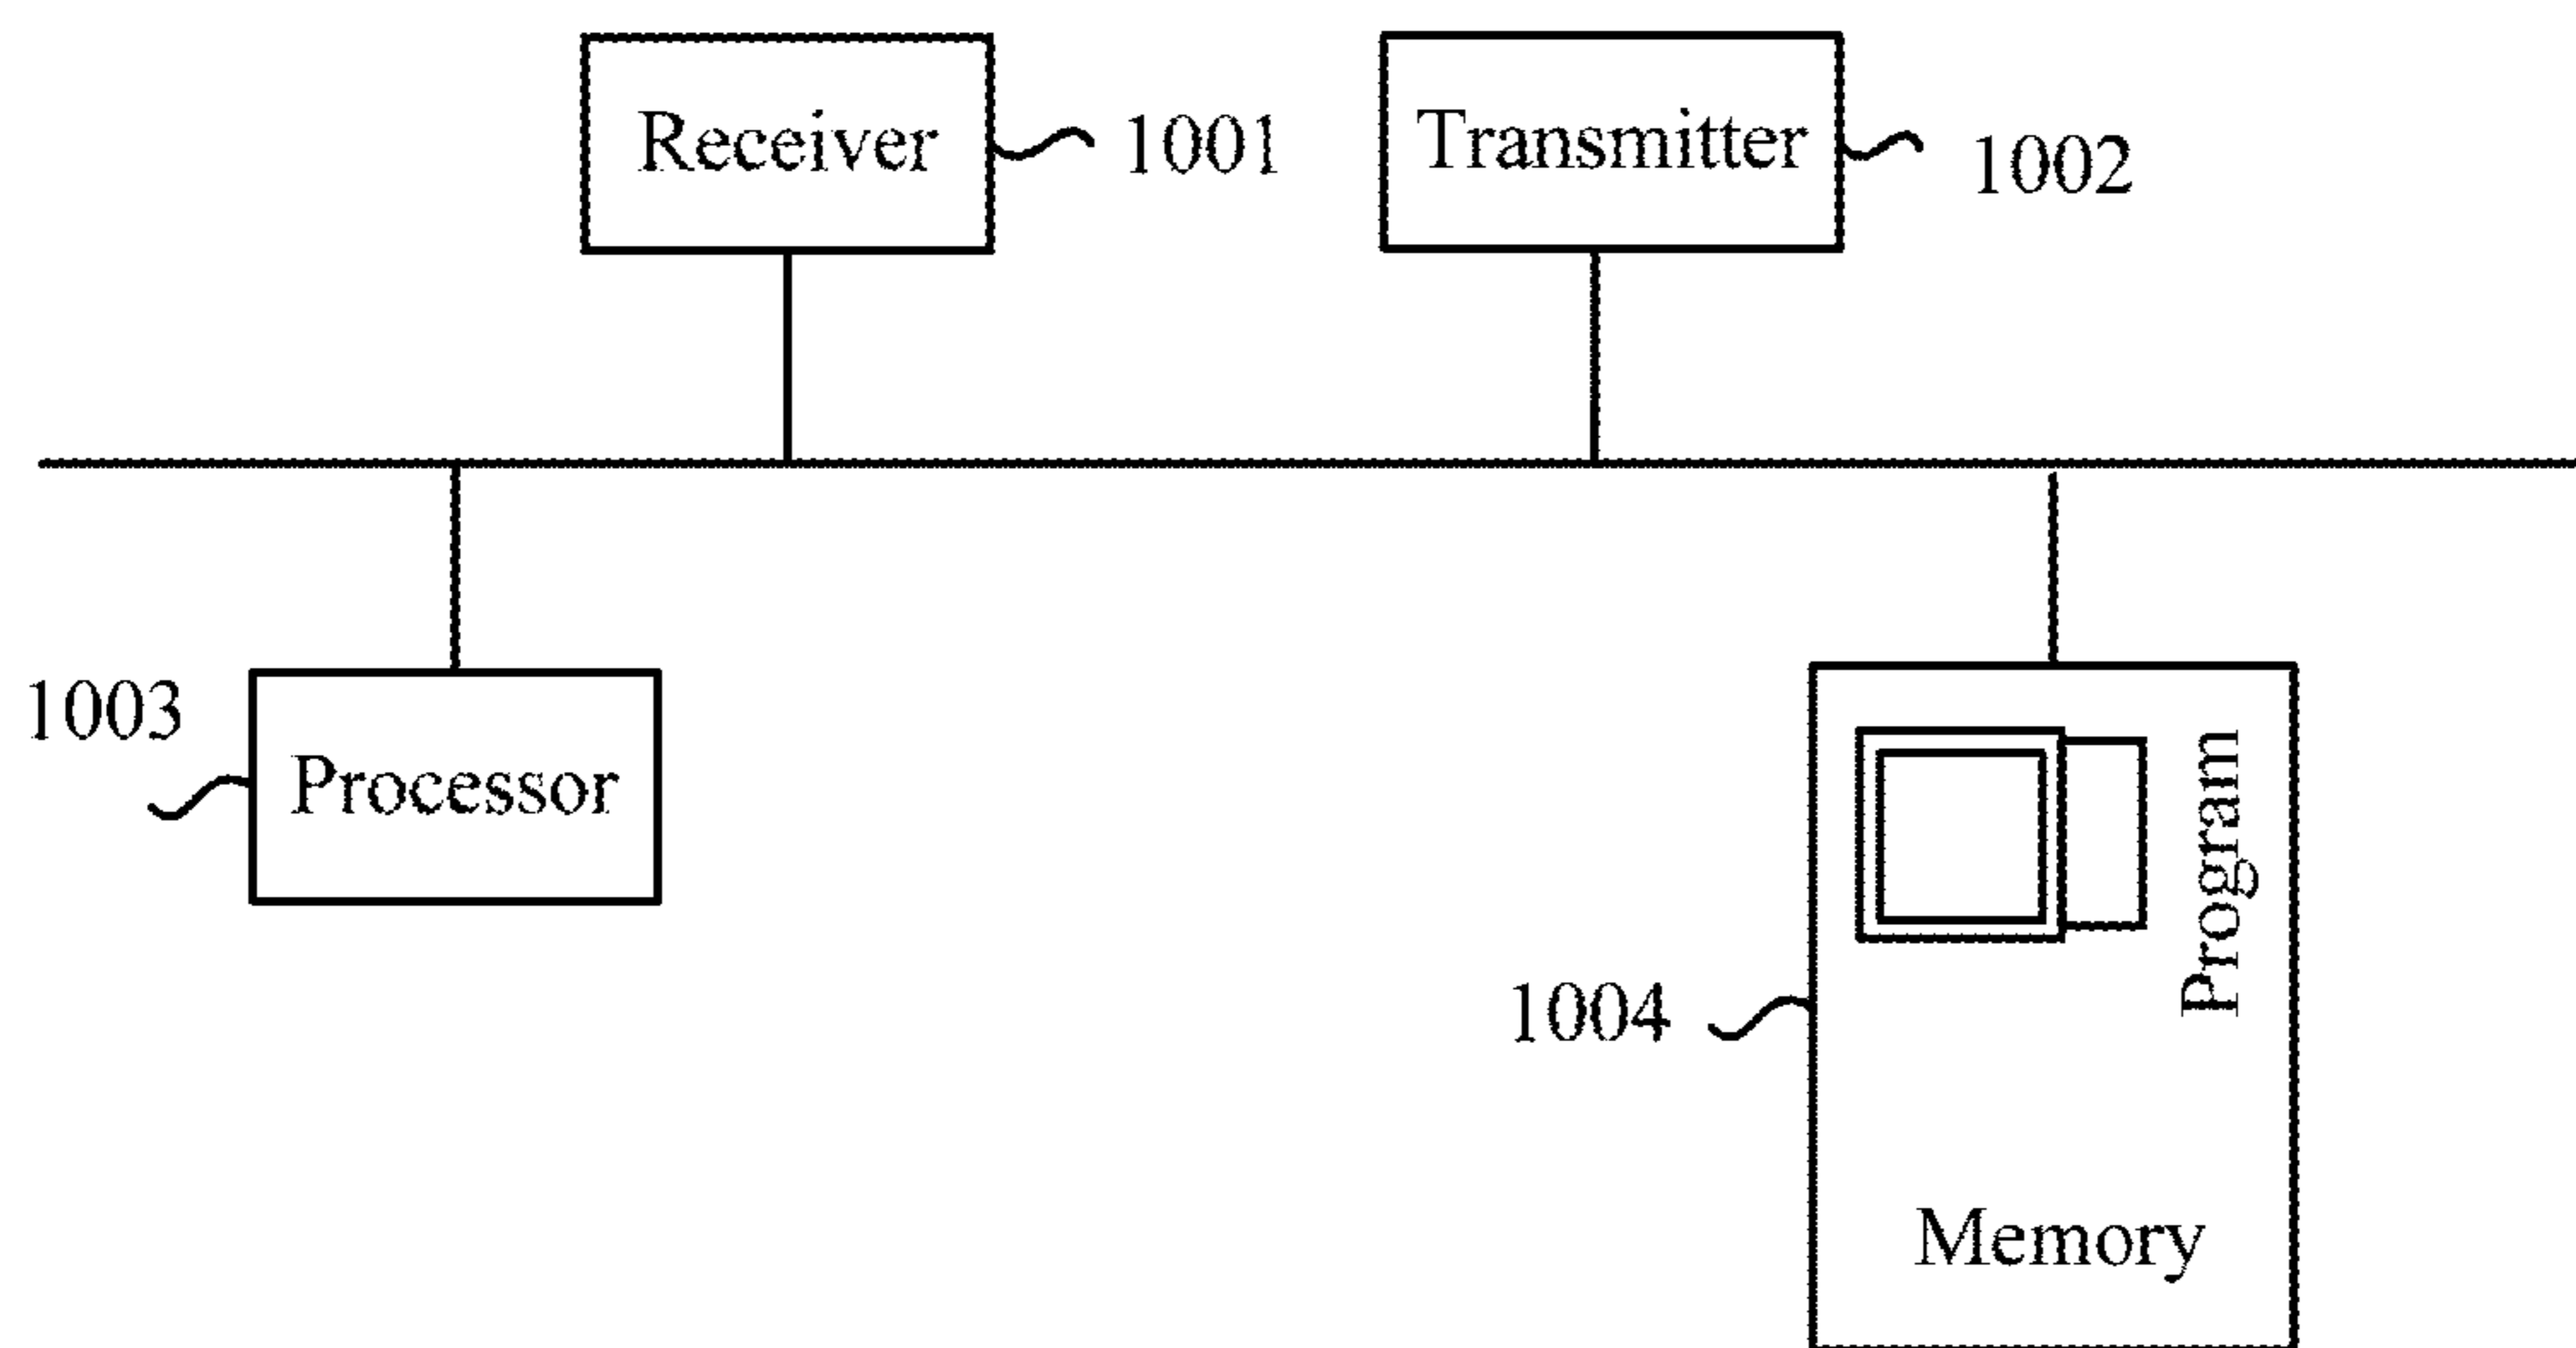 Receiver
1001
Transmitter
1002
1003
Processor
Program
1004
Memory